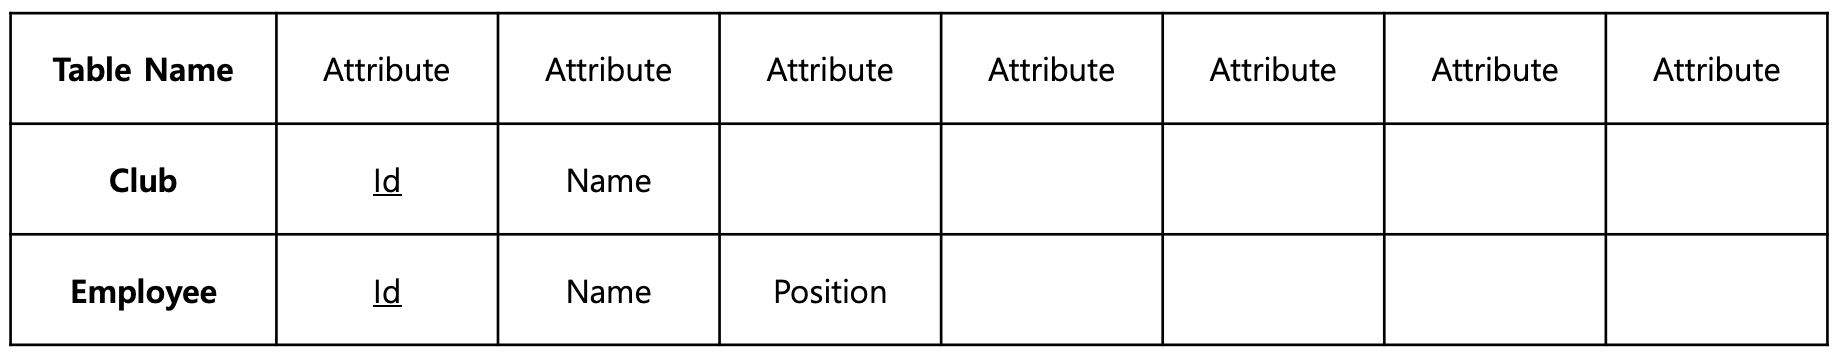 Table Name Attribute Attribute Attribute Attribute Attribute Attribute Attribute
Club Id Name
Employee Id Name Position